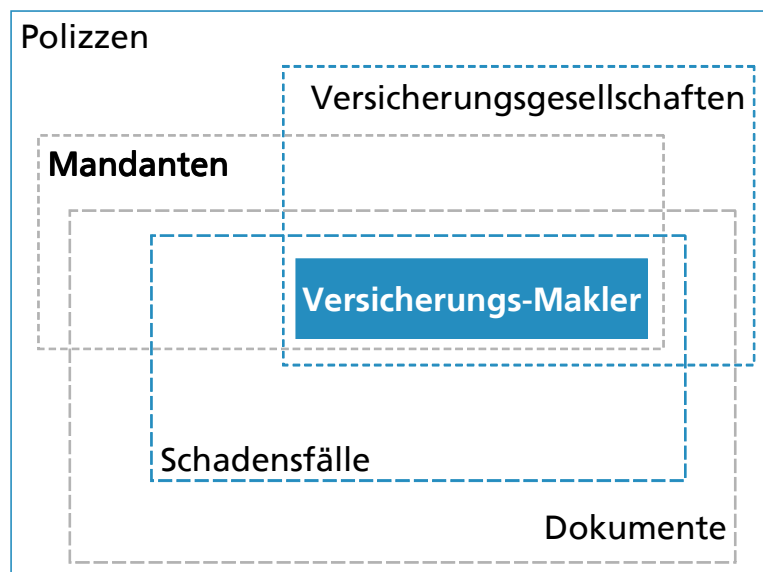 Polizzen
Versicherungsgesellschaften
Mandanten
Versicherungs-Makler
Schadensfälle
Dokumente